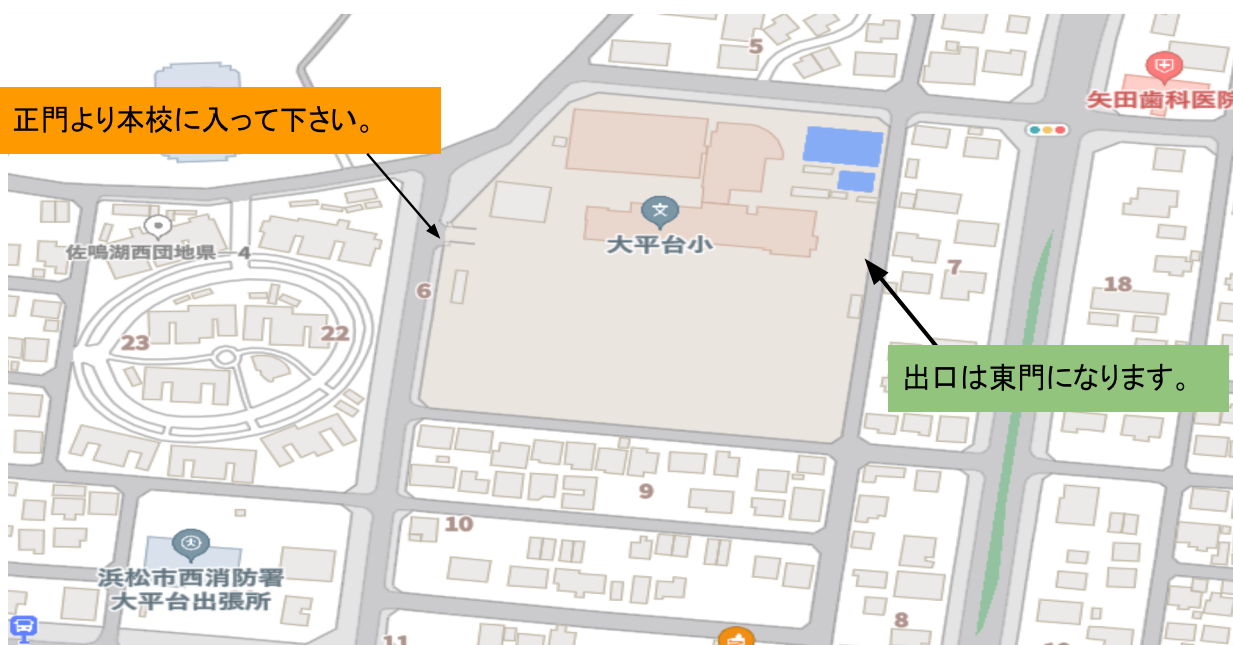 5
矢田歯科医院
正門より本校に入って下さい。
文
大平台小
佐鳴湖西団地県-4
7
6
18
22
23
出口は東門になります。
9
10
浜松市西消防署
大平台出張所
8
11